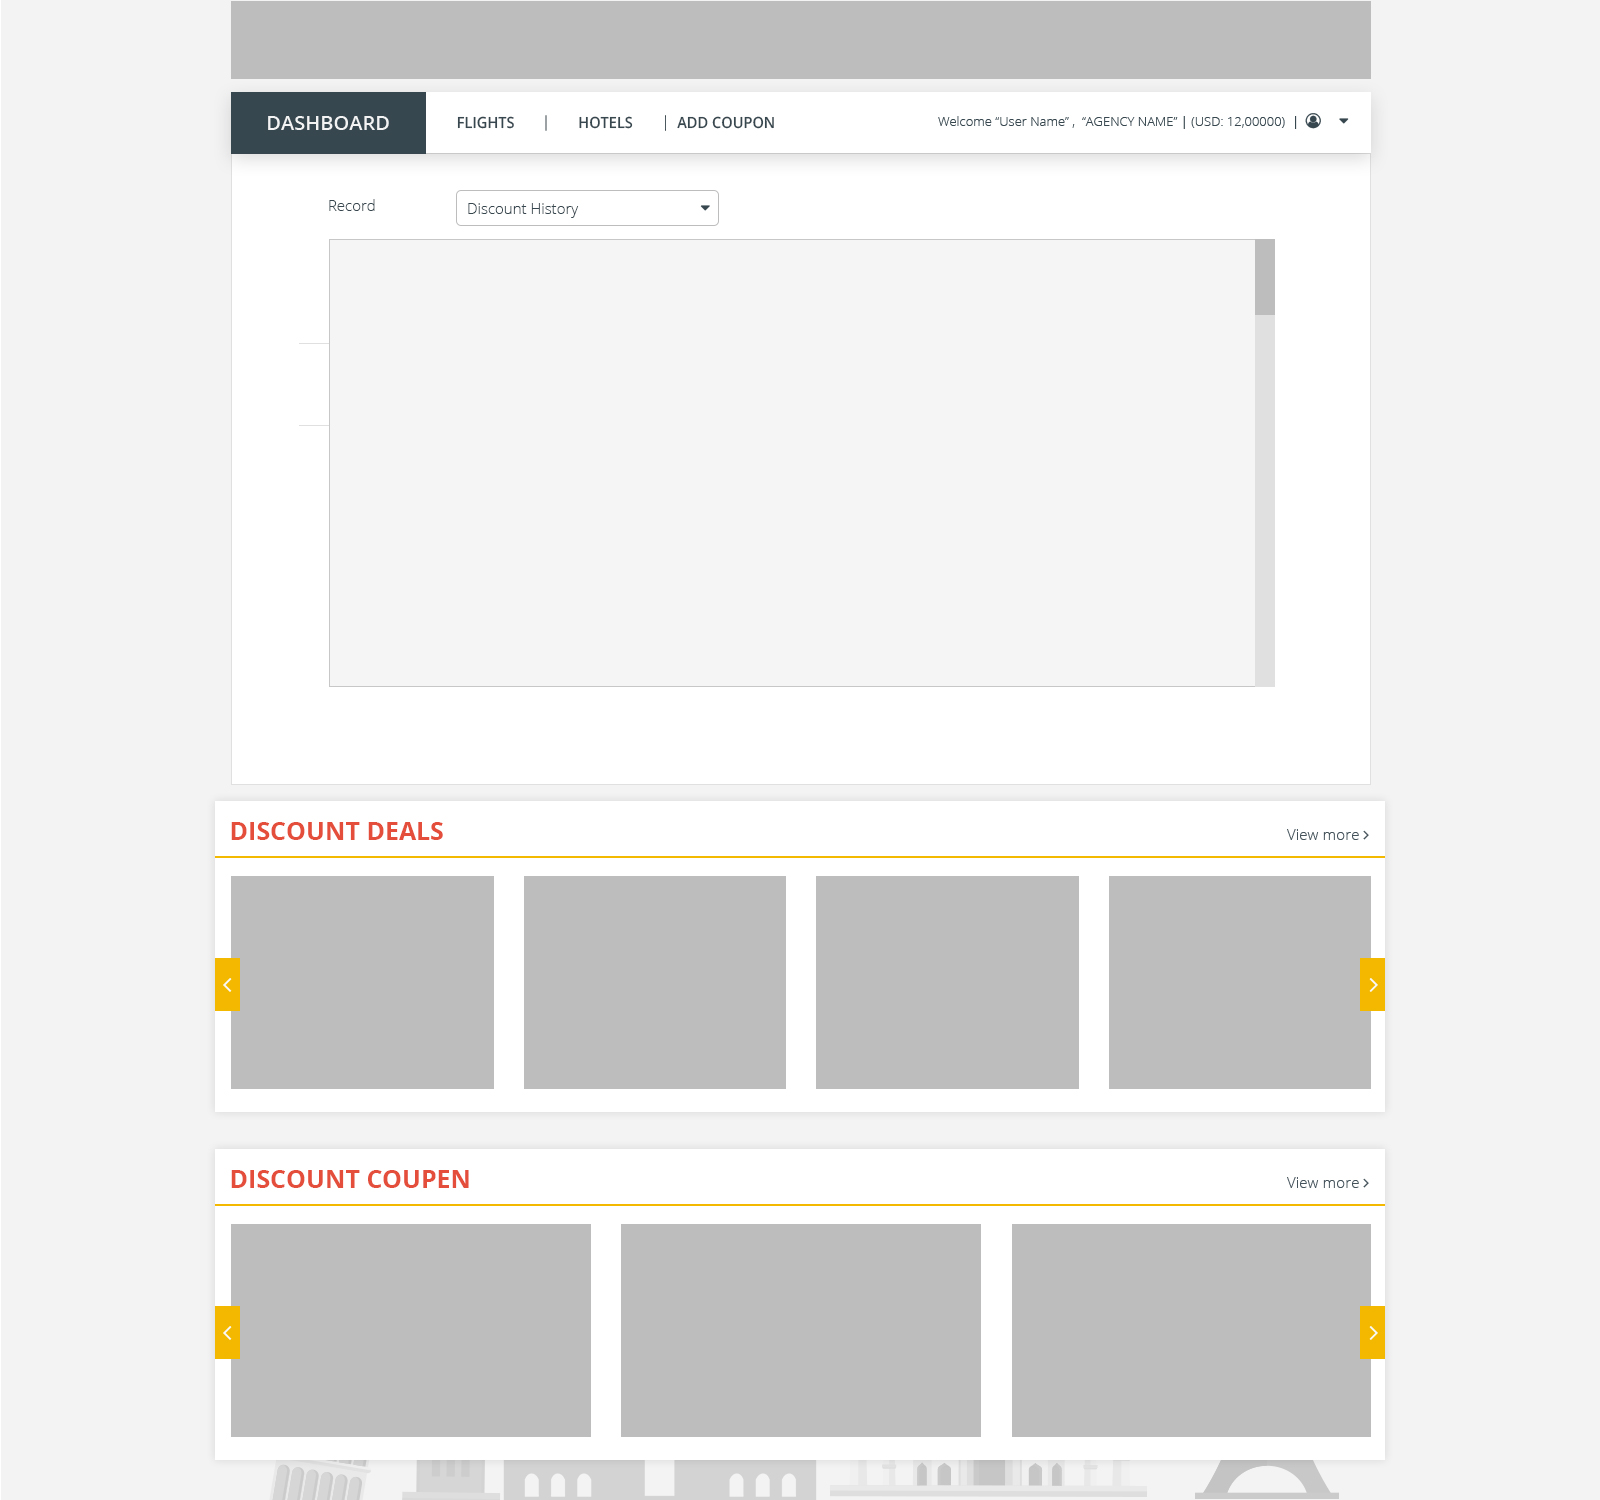 DASHBOARD FLIGHTS | HOTELS | ADD COUPON Welcome “User Name” , “AGENCY NAME” | (USD: 12,00000) |
Record Discount History
DISCOUNT DEALS View more >
DISCOUNT COUPEN View more >